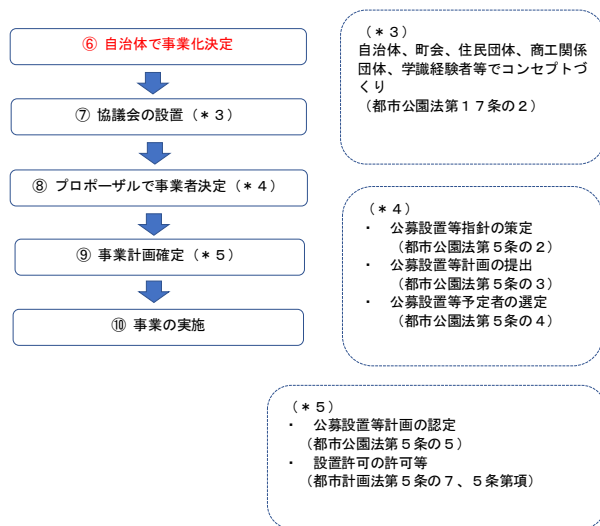 ⑥ 自治体で事業化決定
⑦ 協議会の設置（＊３）
⑧ プロポーザルで事業者決定（＊４）
⑨ 事業計画確定（＊５）
⑩ 事業の実施
（＊３）
自治体、町会、住民団体、商工関係
団体、学識経験者等でコンセプトづ
くり
（都市公園法第１７条の２）
（＊４）
・ 公募設置等指針の策定
（都市公園法第５条の２）
・ 公募設置等計画の提出
（都市公園法第５条の３）
・ 公募設置等予定者の選定
（都市公園法第５条の４）
（＊５）
・ 公募設置等計画の認定
（都市公園法第５条の５）
・ 設置許可の許可等
（都市計画法第５条の７、５条第項）